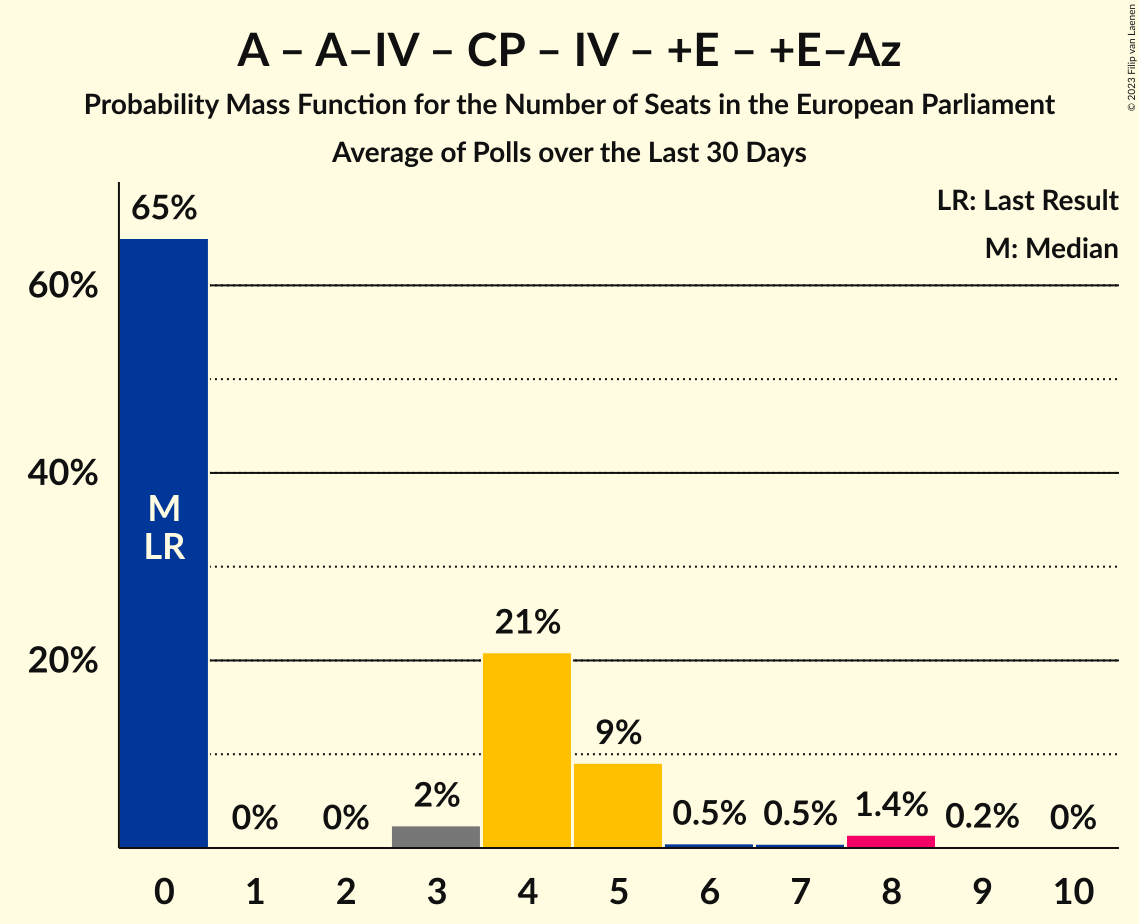 A – A–IV – CP – IV – +E – +E–Az
Probability Mass Function for the Number of Seats in the European Parliament
Average of Polls over the Last 30 Days
© 2023 Filip van Laenen
LR: Last Result
M: Median
65%
60%
40%
20%
M
LR
0%
0%
2%
21%
9%
0.5%
0.5%
1.4%
0.2%
0%
0 1 2 3 4 5 6 7 8 9 10